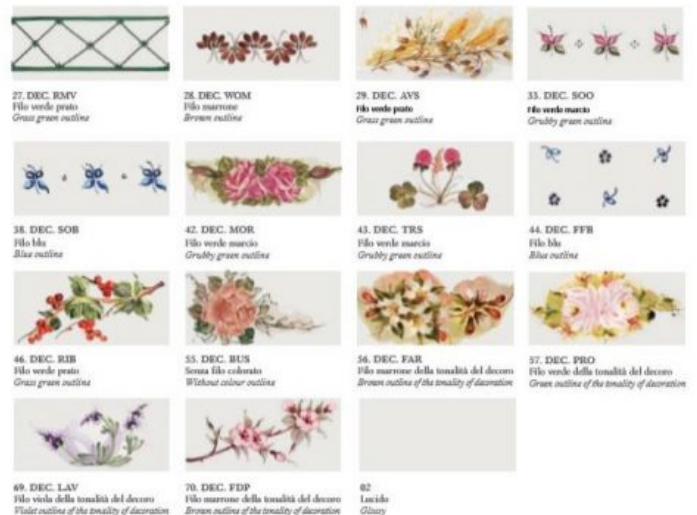 27. DEC. RMV
Filo verde prato
Grass green outline
28. DEC. WOM
Filo marrone
Brown outline
29. DEC. AVS
Filo verde prato
Grass green outline
33. DEC. SOO
Filo verde marcio
Grubby green outline
38. DEC. SOB
Filo blu
Blue outline
42. DEC. MOR
Filo verde marcio
Grubby green outline
43. DEC. TRS
Filo verde marcio
Grubby green outline
44. DEC. FFB
Filo blu
Blue outline
46. DEC. RIB
Filo verde prato
Grass green outline
55. DEC. BUS
Senza filo colorato
Without colour outline
56. DEC. FAR
Filo marrone della tonalità del decoro
Brown outline of the tonality of decoration
57. DEC. PRO
Filo verde della tonalità del decoro
Green outline of the tonality of decoration
69. DEC. LAV
Filo viola della tonalità del decoro
Violet outline of the tonality of decoration
70. DEC. FDP
Filo marrone della tonalità del decoro
Brown outline of the tonality of decoration
02
Lucido
Glossy